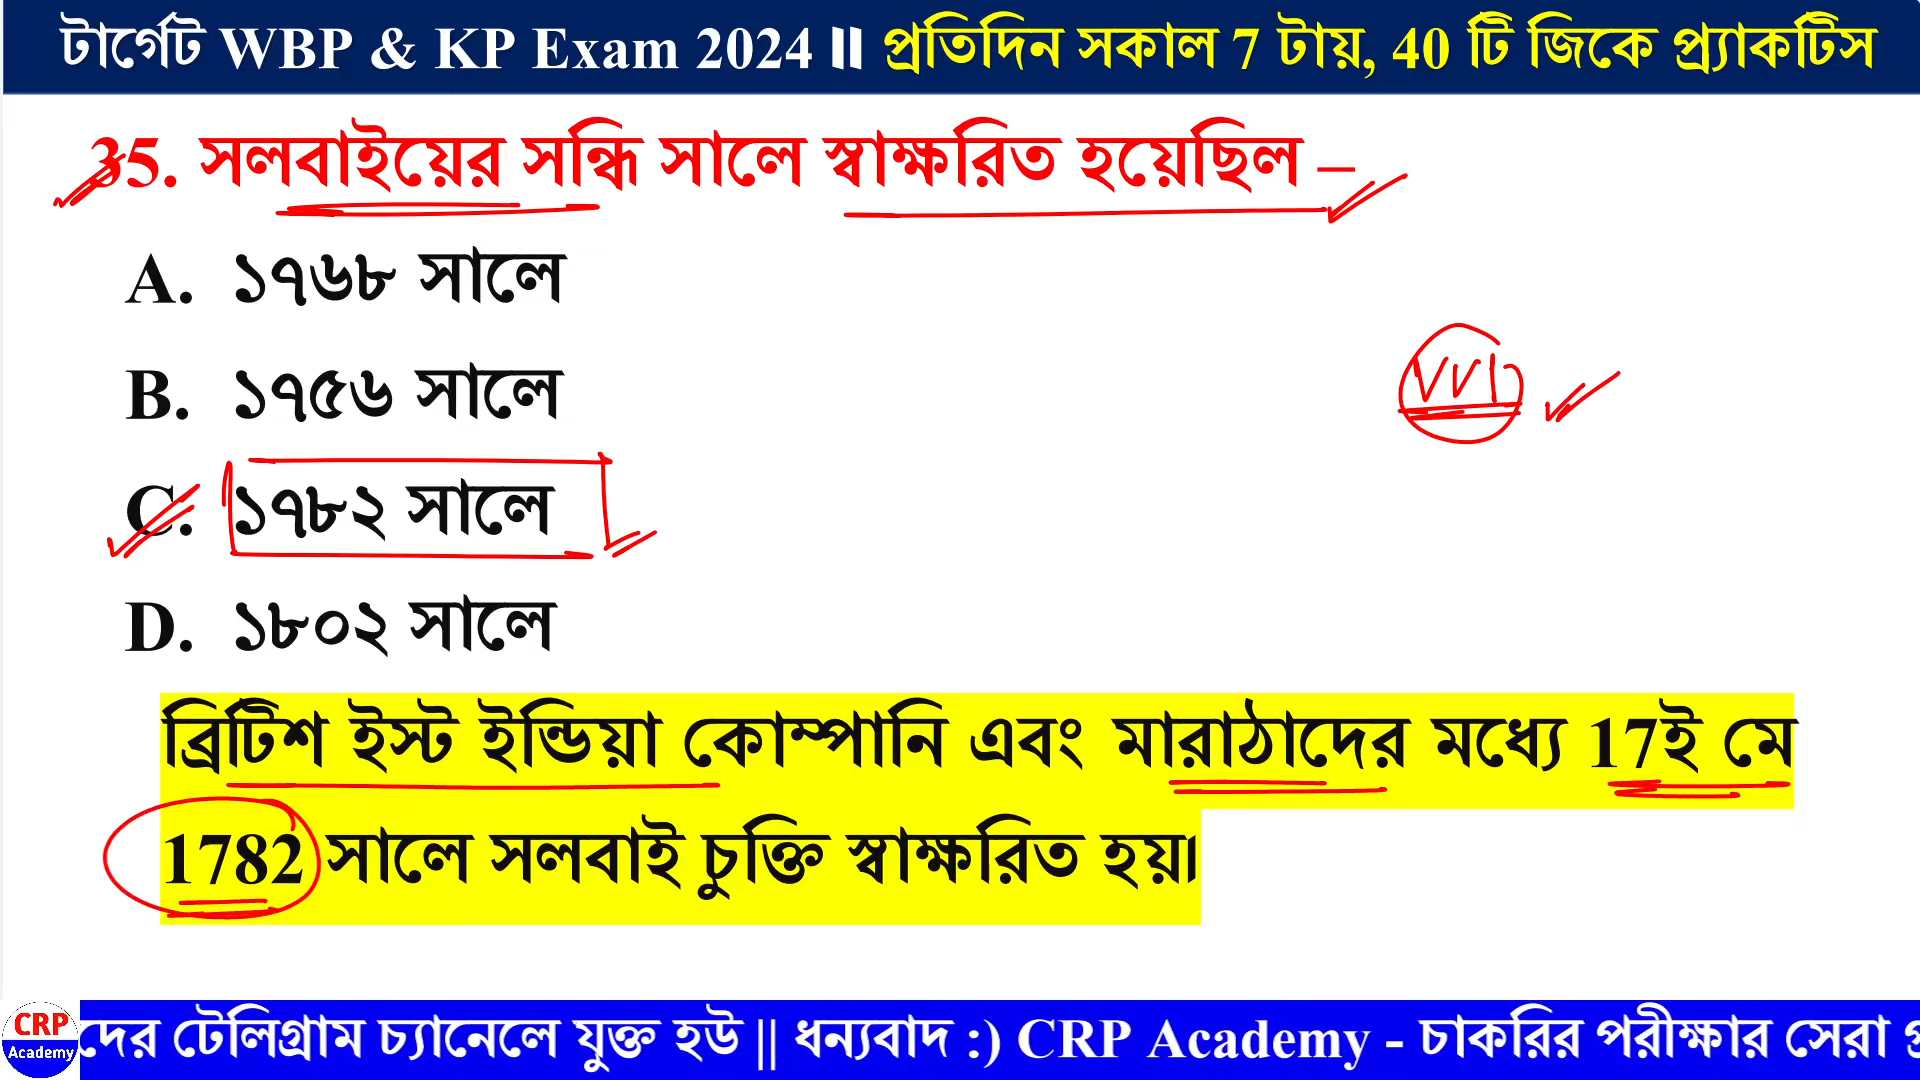 টার্গেট WBP & KP Exam 2024 ॥ প্রতিদিন সকাল 7 টায়, 40 টি জিকে প্র্যাকটিস
35. সলবাইয়ের সন্ধি সালে স্বাক্ষরিত হয়েছিল –
A. ১৭৬৮ সালে
B. ১৭৫৬ সালে
VVI
C. ১৭৮২ সালে
D. ১৮০২ সালে
ব্রিটিশ ইস্ট ইন্ডিয়া কোম্পানি এবং মারাঠাদের মধ্যে 17ই মে
1782 সালে সলবাই চুক্তি স্বাক্ষরিত হয়।
CRP
Academy
দের টেলিগ্রাম চ্যানেলে যুক্ত হউ || ধন্যবাদ :) CRP Academy - চাকরির পরীক্ষার সেরা